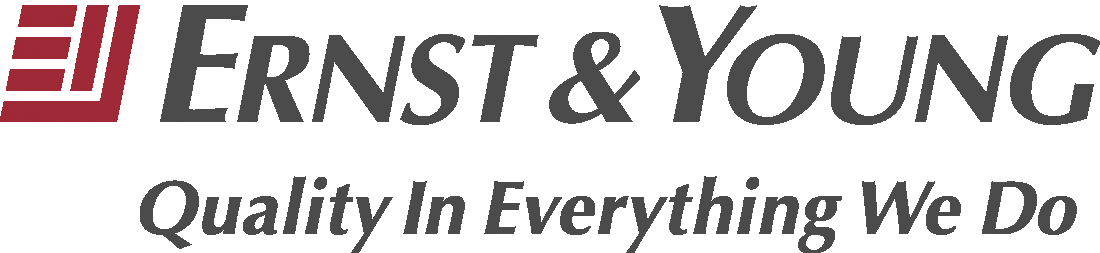 ERNST & YOUNG
Quality In Everything We Do